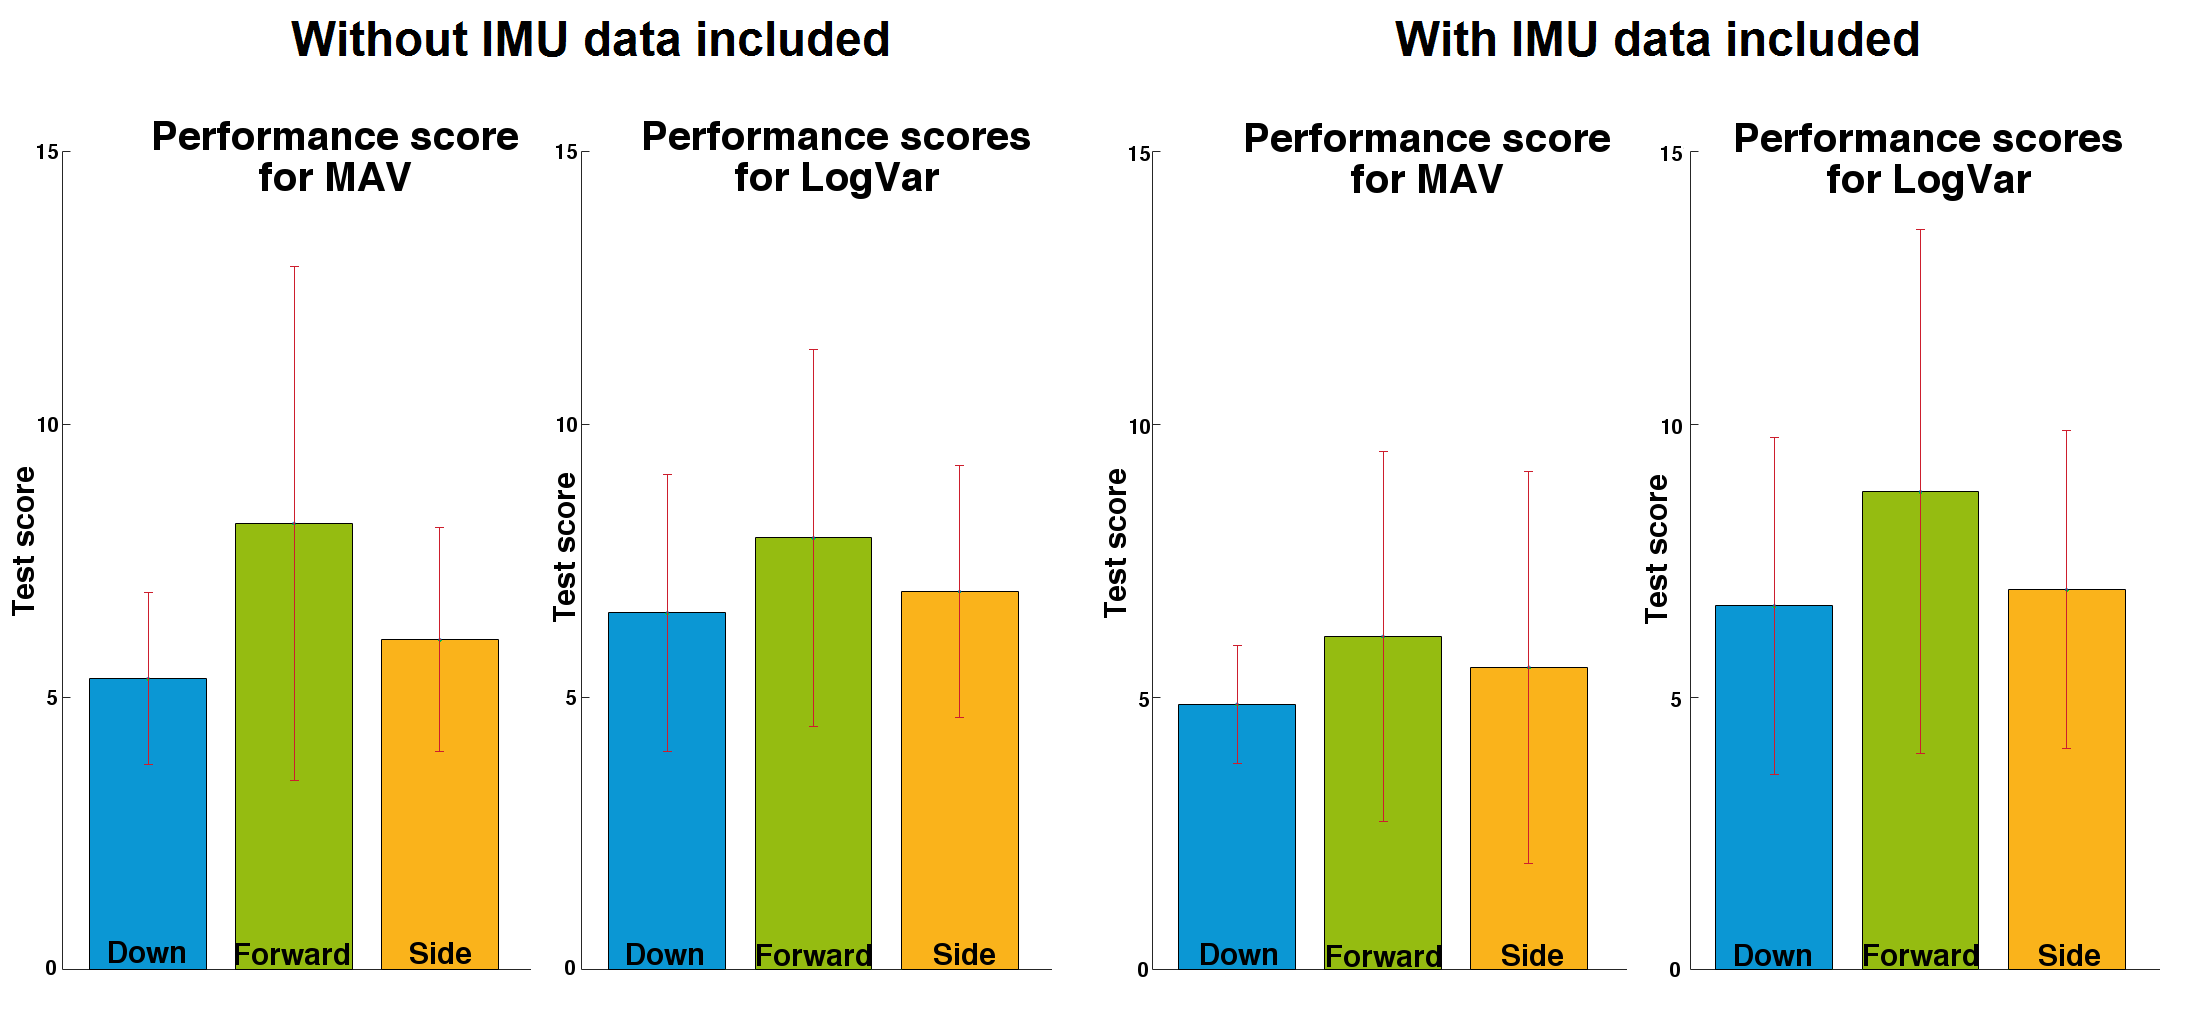 Without IMU data included
Performance score
for MAV
15
10
5
0
Test score
Down
Forward
Side
Performance scores
for LogVar
15
10
5
0
Test score
Down
Forward
Side
With IMU data included
Performance score
for MAV
15
10
5
0
Test score
Down
Forward
Side
Performance scores
for LogVar
15
10
5
0
Test score
Down
Forward
Side